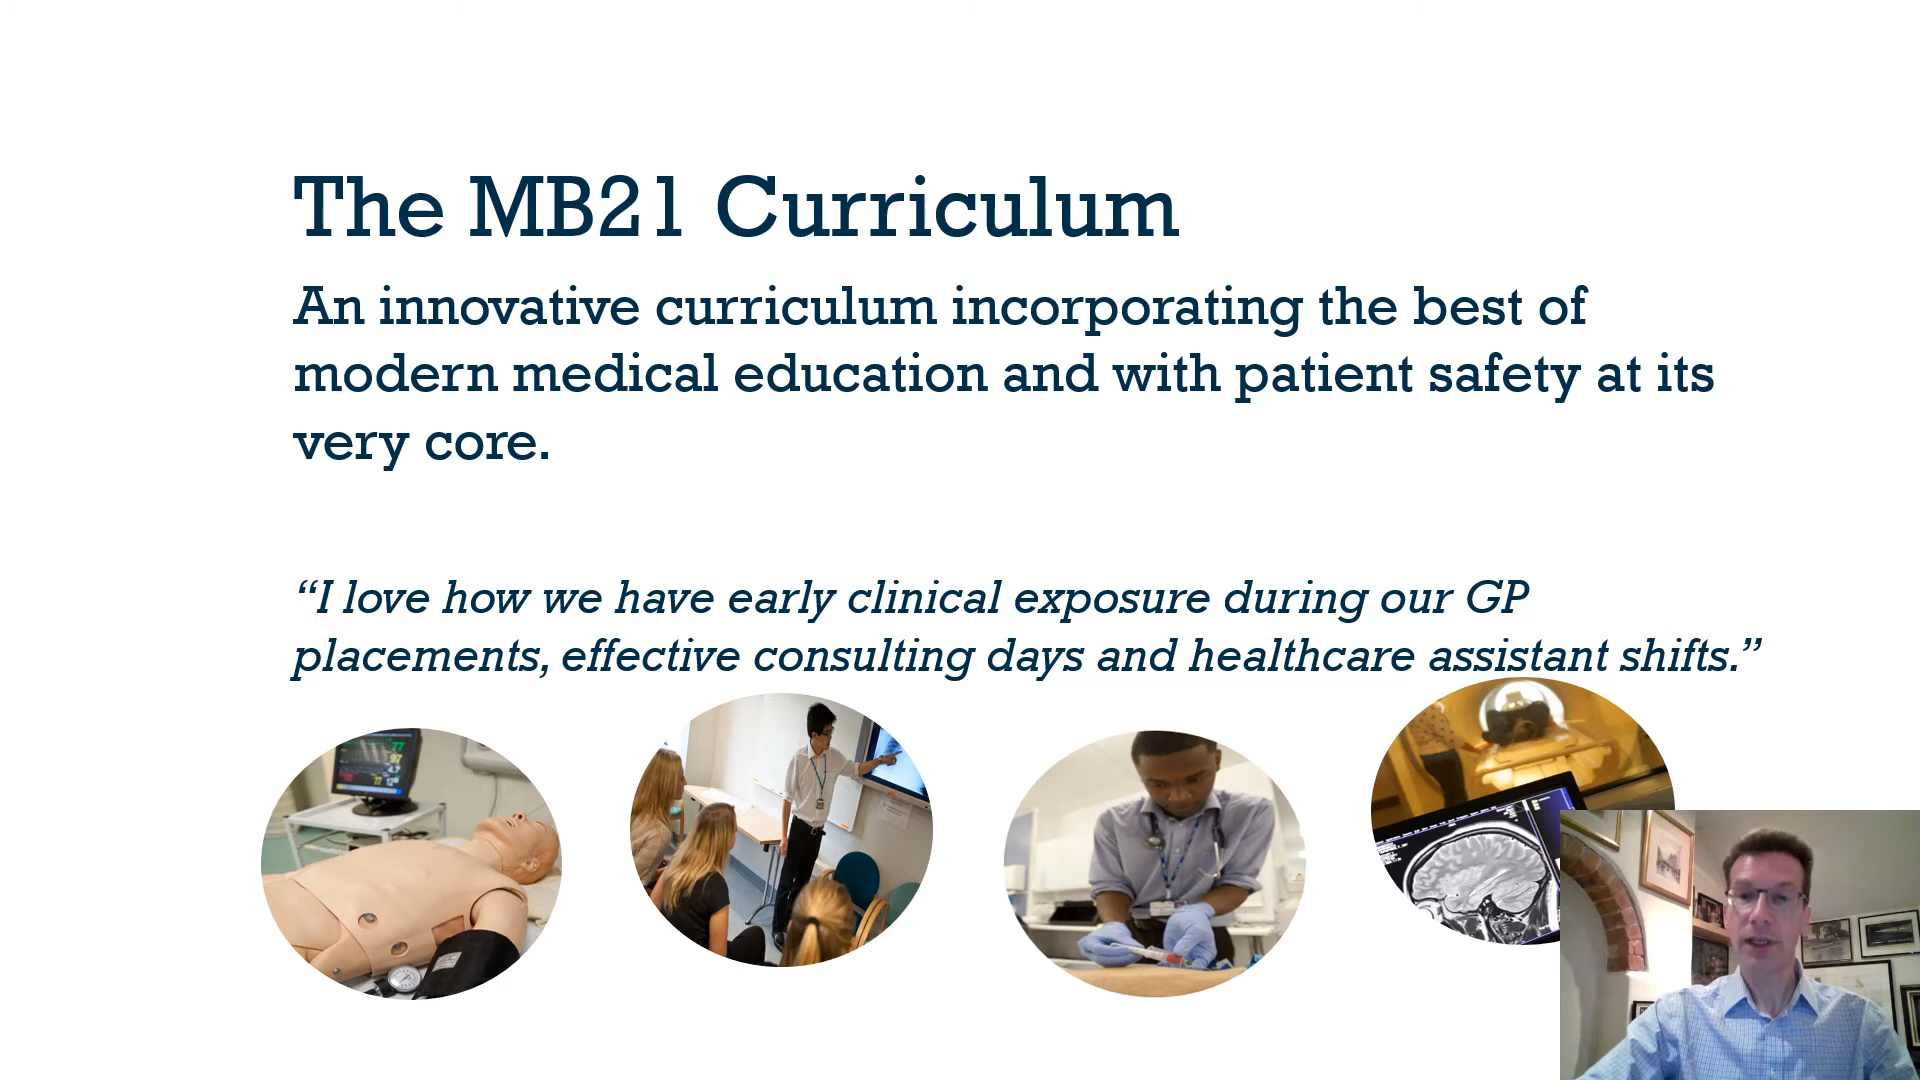 The MB21 Curriculum
An innovative curriculum incorporating the best of
modern medical education and with patient safety at its
very core.
“I love how we have early clinical exposure during our GP
placements, effective consulting days and healthcare assistant shifts.”
77
97